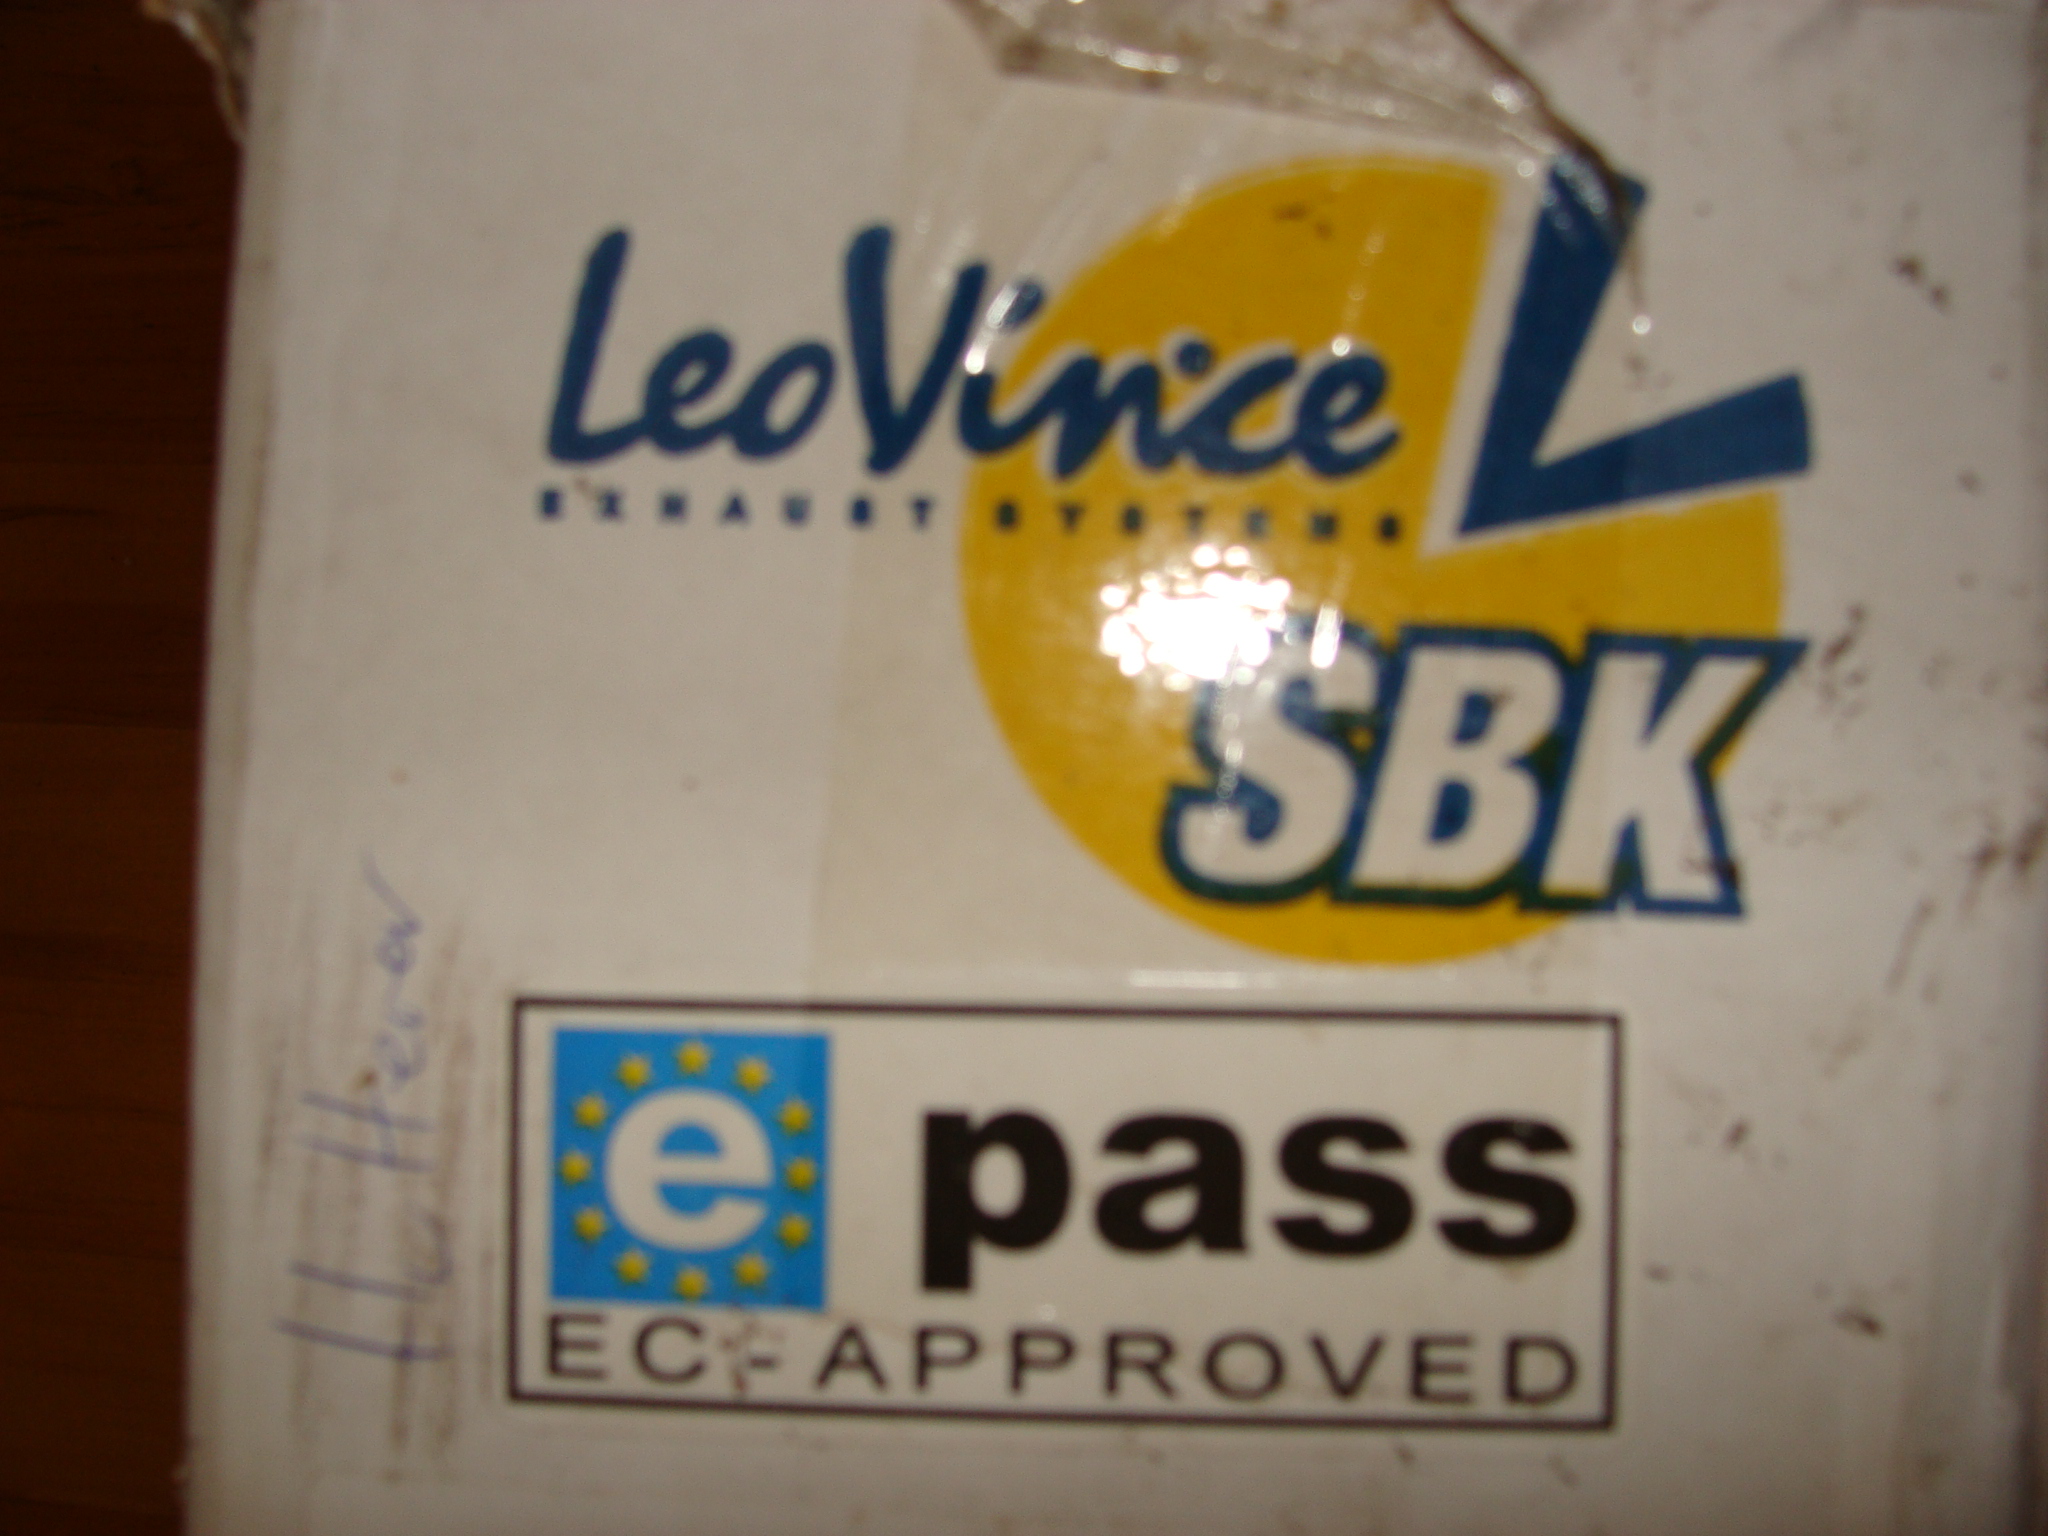 LeoVince
EXHAUST SYSTEMS
SBK
e pass
EC-APPROVED